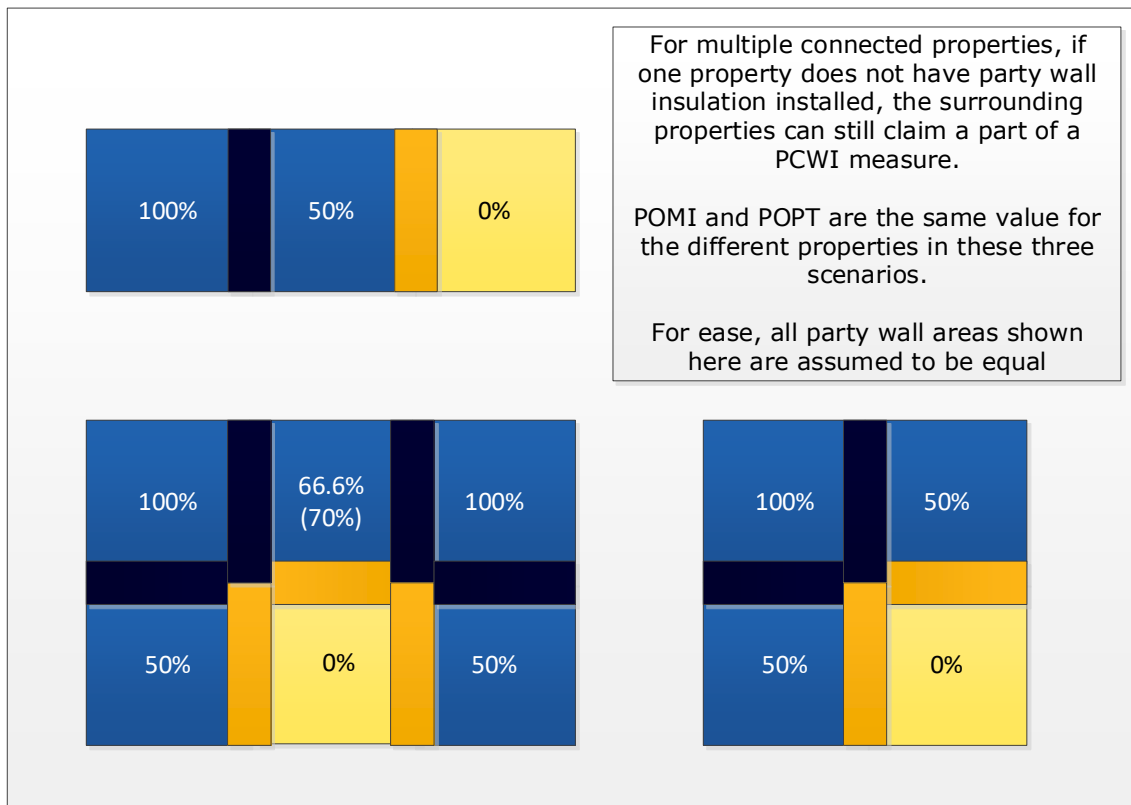 For multiple connected properties, if
one property does not have party wall
insulation installed, the surrounding
properties can still claim a part of a
PCWI measure.
POMI and POPT are the same value for
the different properties in these three
scenarios.
For ease, all party wall areas shown
here are assumed to be equal
100%
50%
0%
100%
66.6%
(70%)
100%
50%
0%
50%
100%
50%
50%
0%